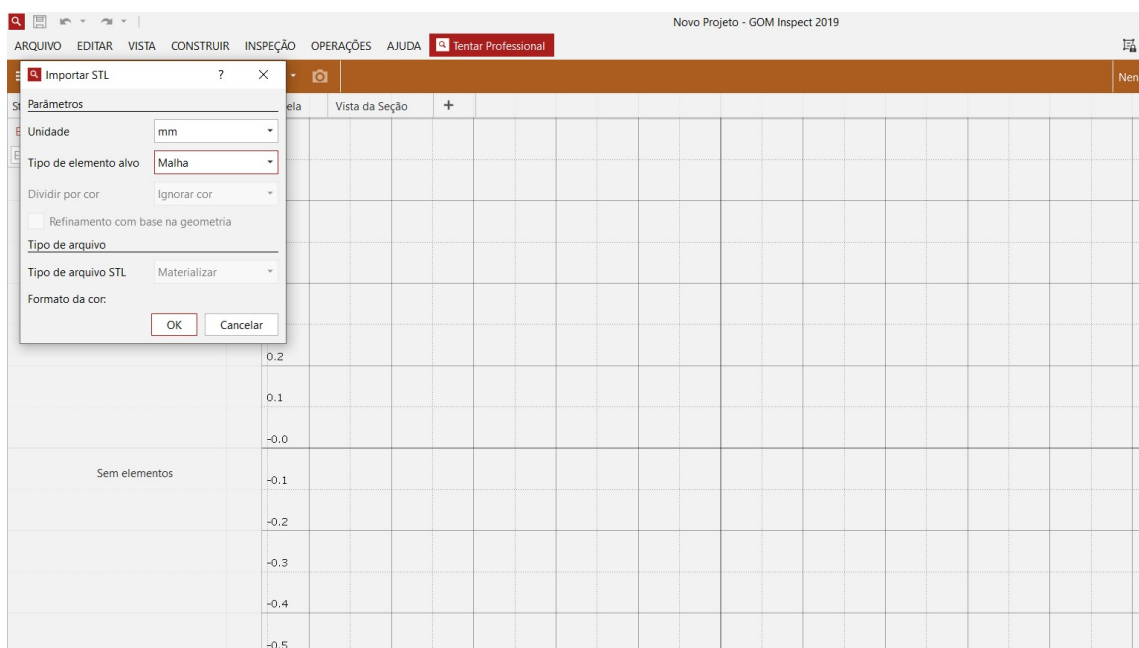 Novo Projeto - GOM Inspect 2019
ARQUIVO EDITAR VISTA CONSTRUIR INSPEÇÃO OPERAÇÕES AJUDA Tentar Professional
Importar STL ? ×
Parâmetros
Vista da Seção +
Unidade mm
Tipo de elemento alvo Malha
Dividir por cor Ignorar cor
Refinamento com base na geometria
Tipo de arquivo
Tipo de arquivo STL Materializar
Formato da cor:
OK Cancelar
0.2
0.1
-0.0
Sem elementos
-0.1
-0.2
-0.3
-0.4
-0.5